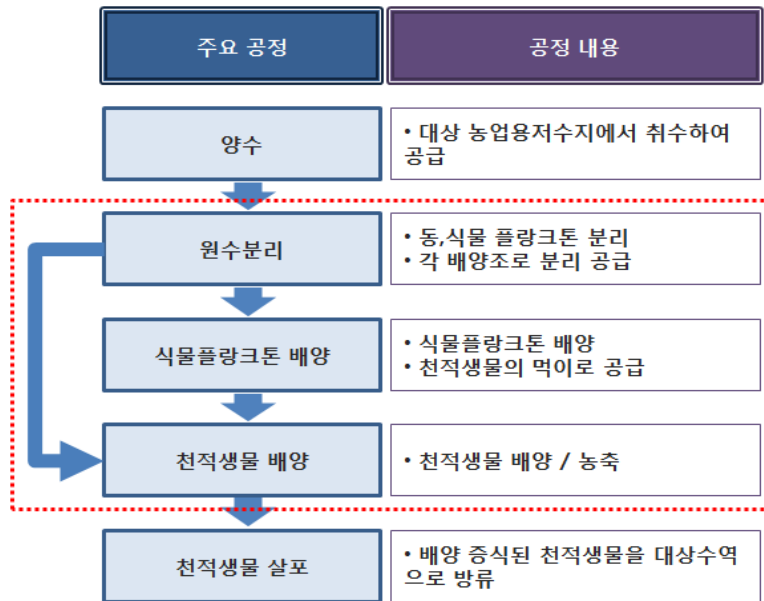 주요 공정
공정 내용
양수
• 대상 농업용저수지에서 취수하여
공급
원수분리
• 동,식물 플랑크톤 분리
• 각 배양조로 분리 공급
식물플랑크톤 배양
• 식물플랑크톤 배양
• 천적생물의 먹이로 공급
천적생물 배양
• 천적생물 배양 / 농축
천적생물 살포
• 배양 증식된 천적생물을 대상수역
으로 방류